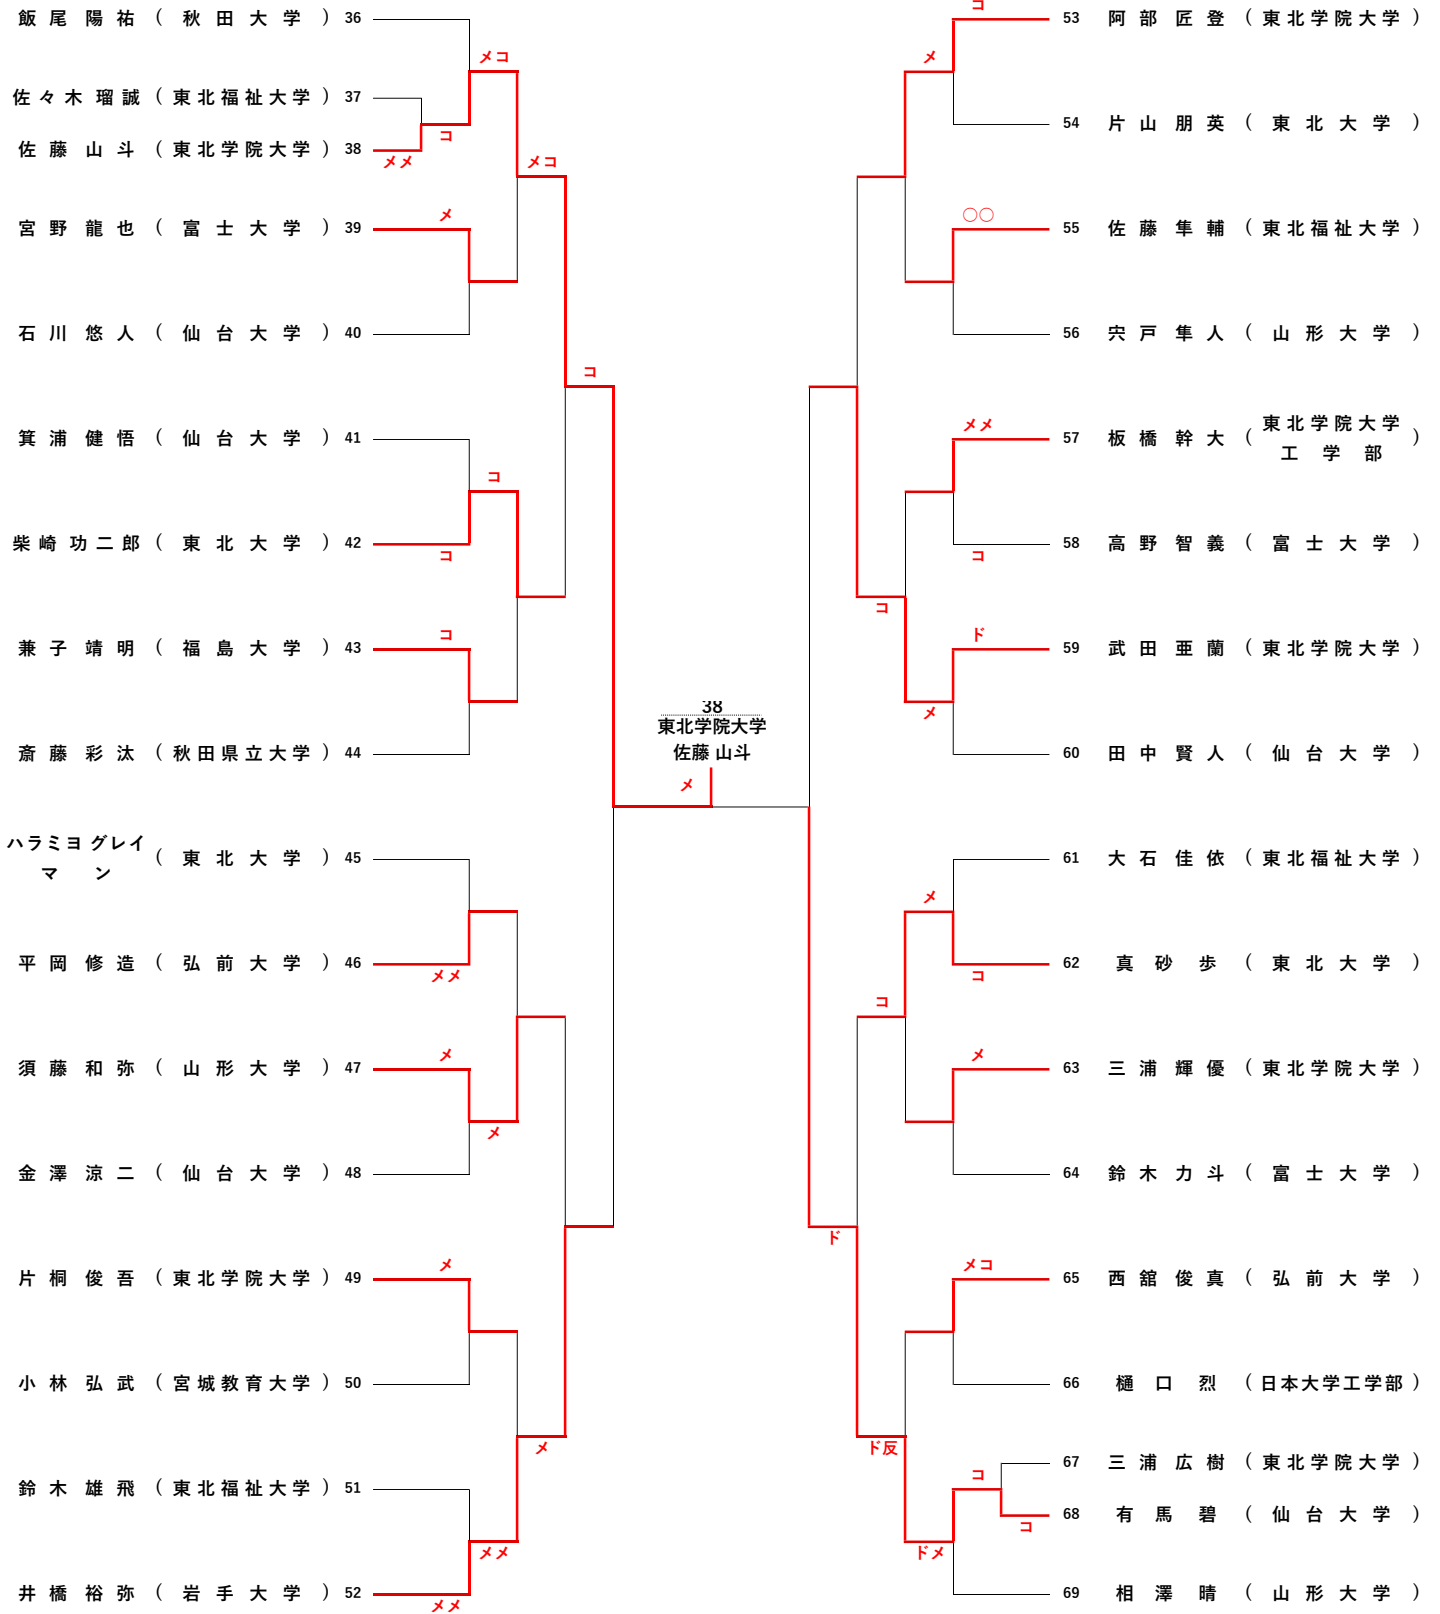 飯尾陽祐 ( 秋田大学 ) 36
メコ
佐々木瑠誠 ( 東北福祉大学 ) 37
コ
佐藤山斗 ( 東北学院大学 ) 38
メメ
メコ
宮野龍也 ( 富士大学 ) 39
メ
石川悠人 ( 仙台大学 ) 40
コ
箕浦健悟 ( 仙台大学 ) 41
コ
柴崎功二郎 ( 東北大学 ) 42
コ
兼子靖明 ( 福島大学 ) 43
コ
斎藤彩汰 ( 秋田県立大学 ) 44
ハラミヨ グレイ
マン
( 東北大学 ) 45
平岡修造 ( 弘前大学 ) 46
メメ
須藤和弥 ( 山形大学 ) 47
メ
メ
金澤涼二 ( 仙台大学 ) 48
片桐俊吾 ( 東北学院大学 ) 49
メ
小林弘武 ( 宮城教育大学 ) 50
メ
鈴木雄飛 ( 東北福祉大学 ) 51
メメ
井橋裕弥 ( 岩手大学 ) 52
メメ
38
東北学院大学
佐藤 山斗
メ
コ
53 阿部匠登 ( 東北学院大学 )
メ
54 片山朋英 ( 東北大学 )
〇〇
55 佐藤隼輔 ( 東北福祉大学 )
56 宍戸隼人 ( 山形大学 )
メメ
57 板橋幹大 ( 東北学院大学
工学部 )
58 高野智義 ( 富士大学 )
コ
コ
ド
59 武田亜蘭 ( 東北学院大学 )
メ
60 田中賢人 ( 仙台大学 )
61 大石佳依 ( 東北福祉大学 )
メ
62 真砂歩 ( 東北大学 )
コ
コ
メ
63 三浦輝優 ( 東北学院大学 )
64 鈴木力斗 ( 富士大学 )
ド
メコ
65 西舘俊真 ( 弘前大学 )
66 樋口烈 ( 日本大学工学部 )
ド反
67 三浦広樹 ( 東北学院大学 )
コ
68 有馬碧 ( 仙台大学 )
コ
ドメ
69 相澤晴 ( 山形大学 )